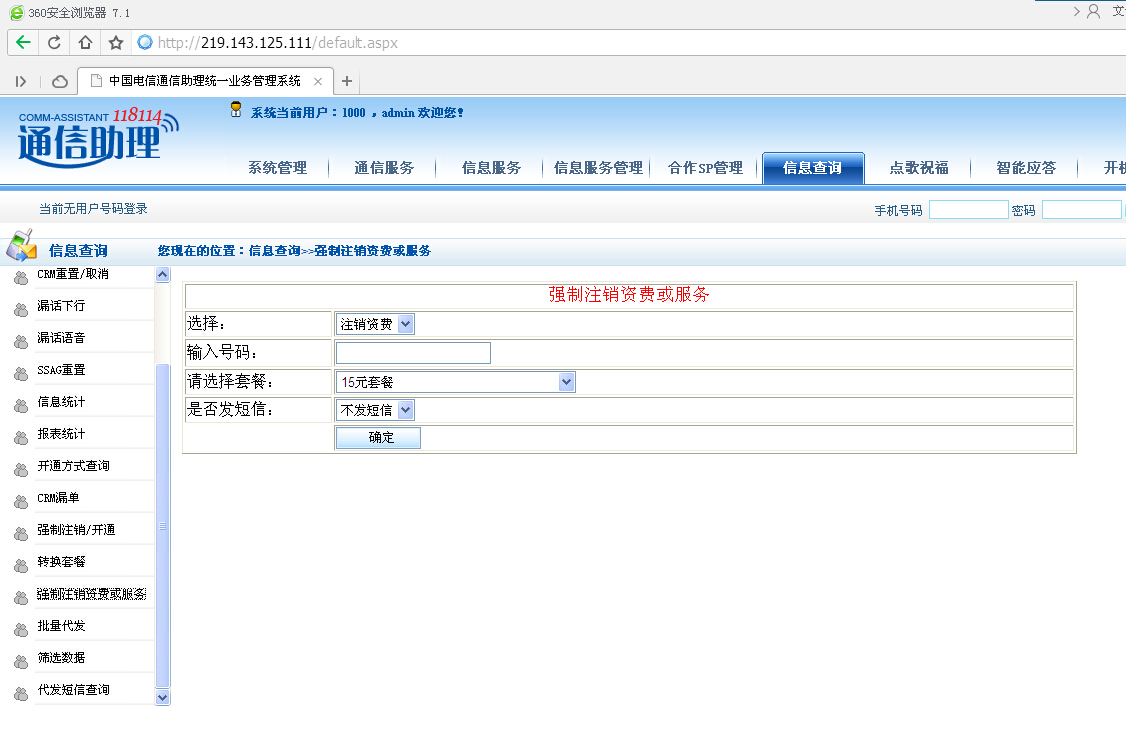 360安全浏览器 7.1
文
http://219.143.125.111/default.aspx
中国电信通信助理统一业务管理系统
COMM-ASSISTANT 118114
通信助理
系统当前用户：1000 ，admin 欢迎您！
系统管理 通信服务 信息服务 信息服务管理 合作SP管理 信息查询 点歌祝福 智能应答 开机
当前无用户号码登录 手机号码 密码
信息查询 您现在的位置：信息查询>>强制注销资费或服务
CRM重置/取消
漏话下行
漏话语音
SSAG重置
信息统计
报表统计
开通方式查询
CRM漏单
强制注销/开通
转换套餐
强制注销资费或服务
批量代发
筛选数据
代发短信查询
强制注销资费或服务
选择： 注销资费
输入号码：
请选择套餐： 15元套餐
是否发短信： 不发短信
确定